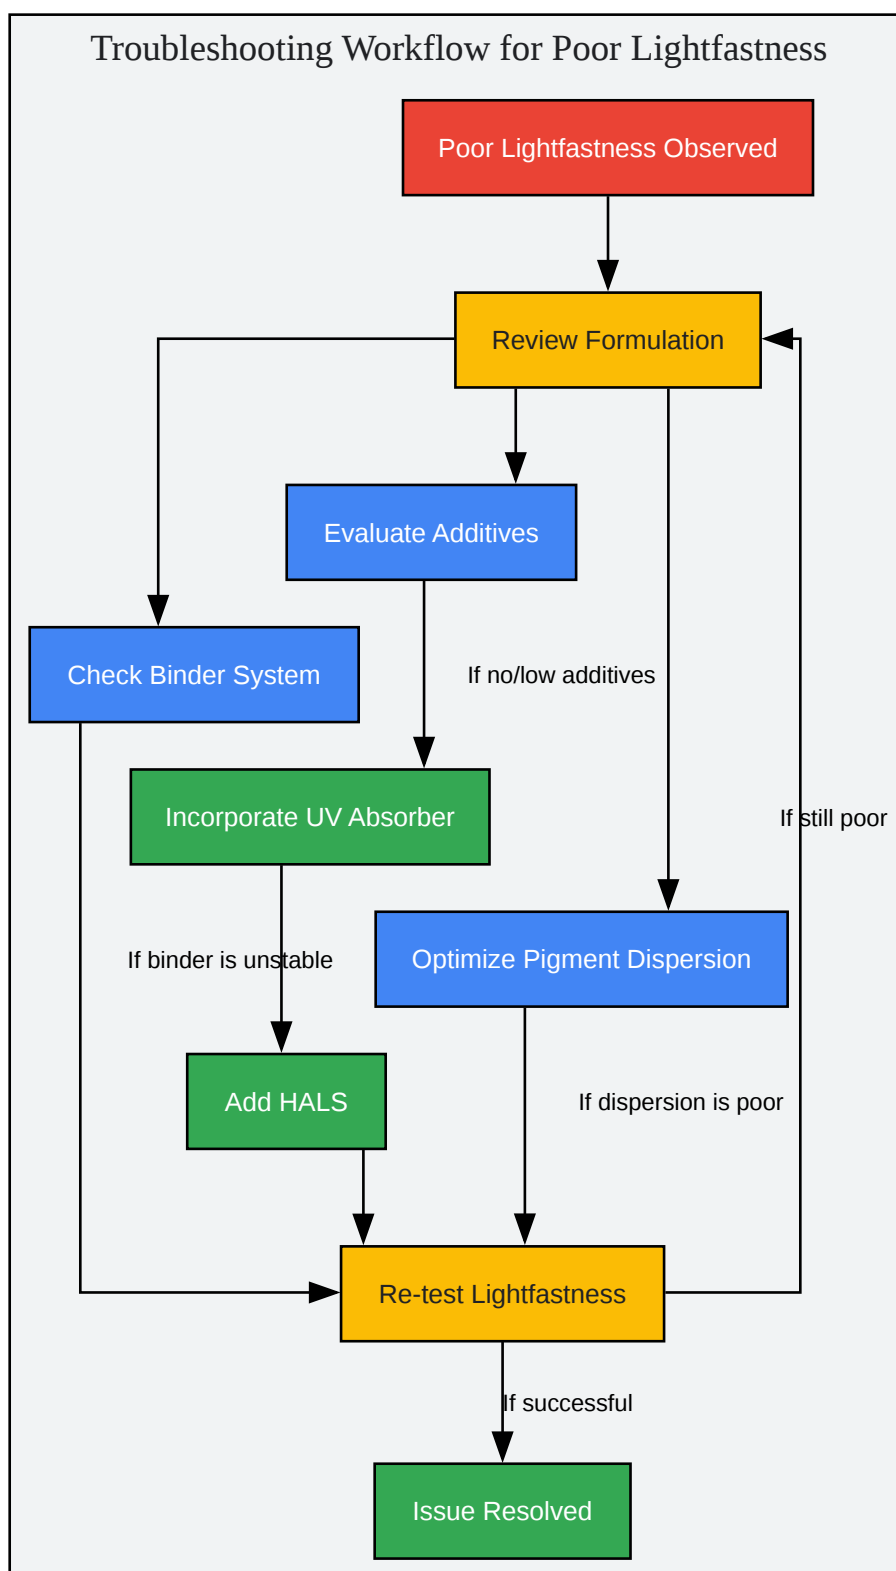 Troubleshooting Workflow for Poor Lightfastness
Poor Lightfastness Observed
Review Formulation
Evaluate Additives
Check Binder System
If no/low additives
Incorporate UV Absorber
If still poor
If binder is unstable
Optimize Pigment Dispersion
Add HALS
If dispersion is poor
Re-test Lightfastness
If successful
Issue Resolved